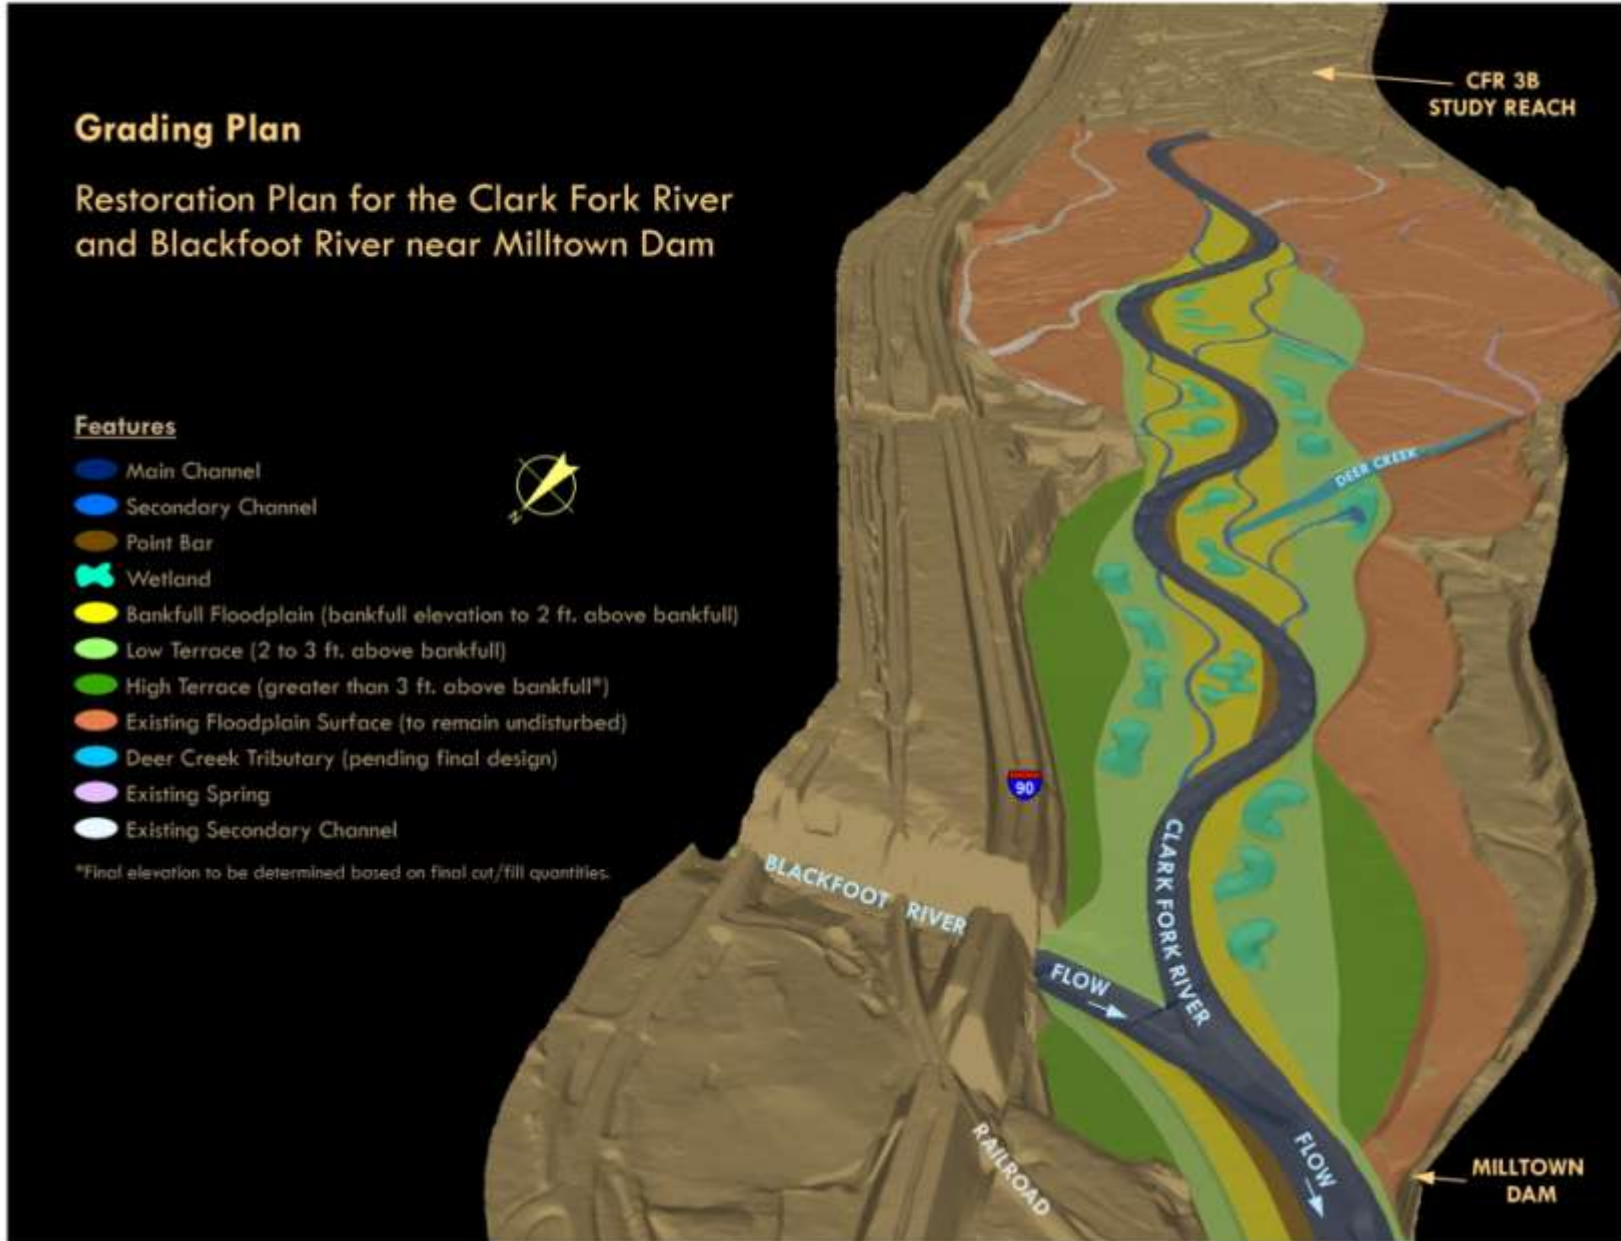 Grading Plan
Restoration Plan for the Clark Fork River
and Blackfoot River near Milltown Dam
Features
Main Channel
Secondary Channel
Point Bar
Wetland
Bankfull Floodplain (bankfull elevation to 2 ft. above bankfull)
Low Terrace (2 to 3 ft. above bankfull)
High Terrace (greater than 3 ft. above bankfull*)
Existing Floodplain Surface (to remain undisturbed)
Deer Creek Tributary (pending final design)
Existing Spring
Existing Secondary Channel
*Final elevation to be determined based on final cut/fill quantities.
N
CFR 3B
STUDY REACH
DEER CREEK
90
BLACKFOOT RIVER
CLARK FORK RIVER
FLOW
FLOW
RAILROAD
MILLTOWN
DAM